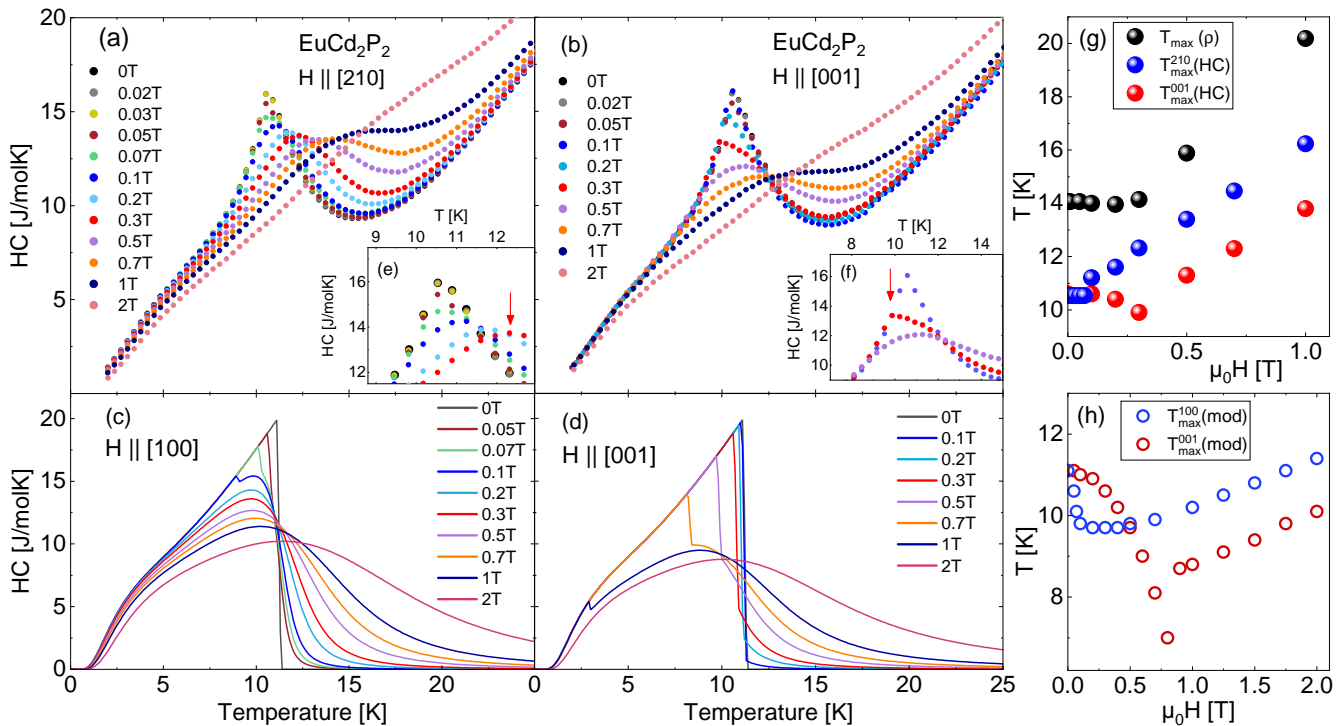 (a)
EuCd2P2
H || [210]
0T
0.02T
0.03T
0.05T
0.07T
0.1T
0.2T
0.3T
0.5T
0.7T
1T
2T
HC [J/molK]
20
15
10
5
T [K]
9 10 11 12
(e)
HC [J/molK]
16
14
12
(b)
EuCd2P2
H || [001]
0T
0.02T
0.05T
0.1T
0.2T
0.3T
0.5T
0.7T
1T
2T
T [K]
8 10 12 14
(f)
HC [J/molK]
16
14
12
10
(c)
H || [100]
0T
0.05T
0.07T
0.1T
0.2T
0.3T
0.5T
0.7T
1T
2T
HC [J/molK]
20
15
10
5
0
0 5 10 15 20 25
Temperature [K]
(d)
H || [001]
0T
0.1T
0.2T
0.3T
0.5T
0.7T
1T
2T
0 5 10 15 20 25
Temperature [K]
(g)
Tmax (ρ)
T210max(HC)
T001max(HC)
T [K]
20
18
16
14
12
10
0.0 0.5 1.0
μ0H [T]
(h)
T100max(mod)
T001max(mod)
T [K]
12
10
8
0.0 0.5 1.0 1.5 2.0
μ0H [T]